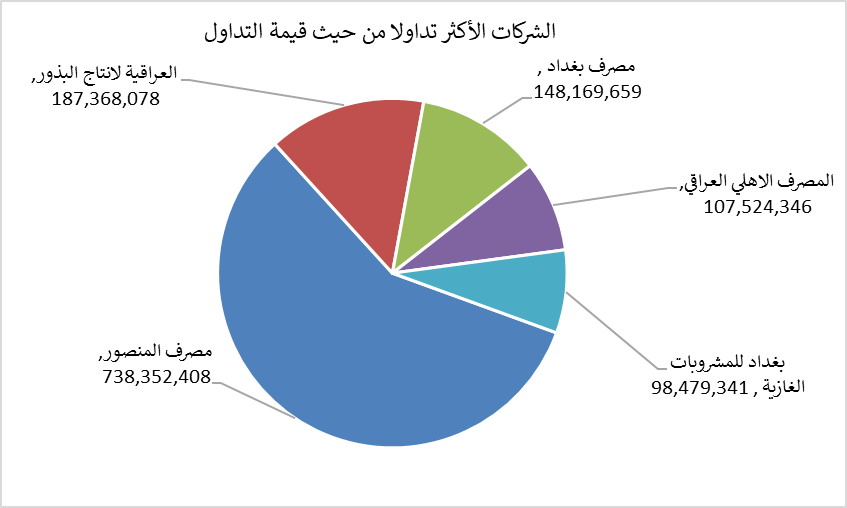 الشركات الأكثر تداولا من حيث قيمة التداول
مصرف بغداد ,
148,169,659
العراقية لانتاج البذور,
187,368,078
المصرف الاهلي العراقي,
107,524,346
مصرف المنصور,
738,352,408
بغداد للمشروبات
الغازية , 98,479,341